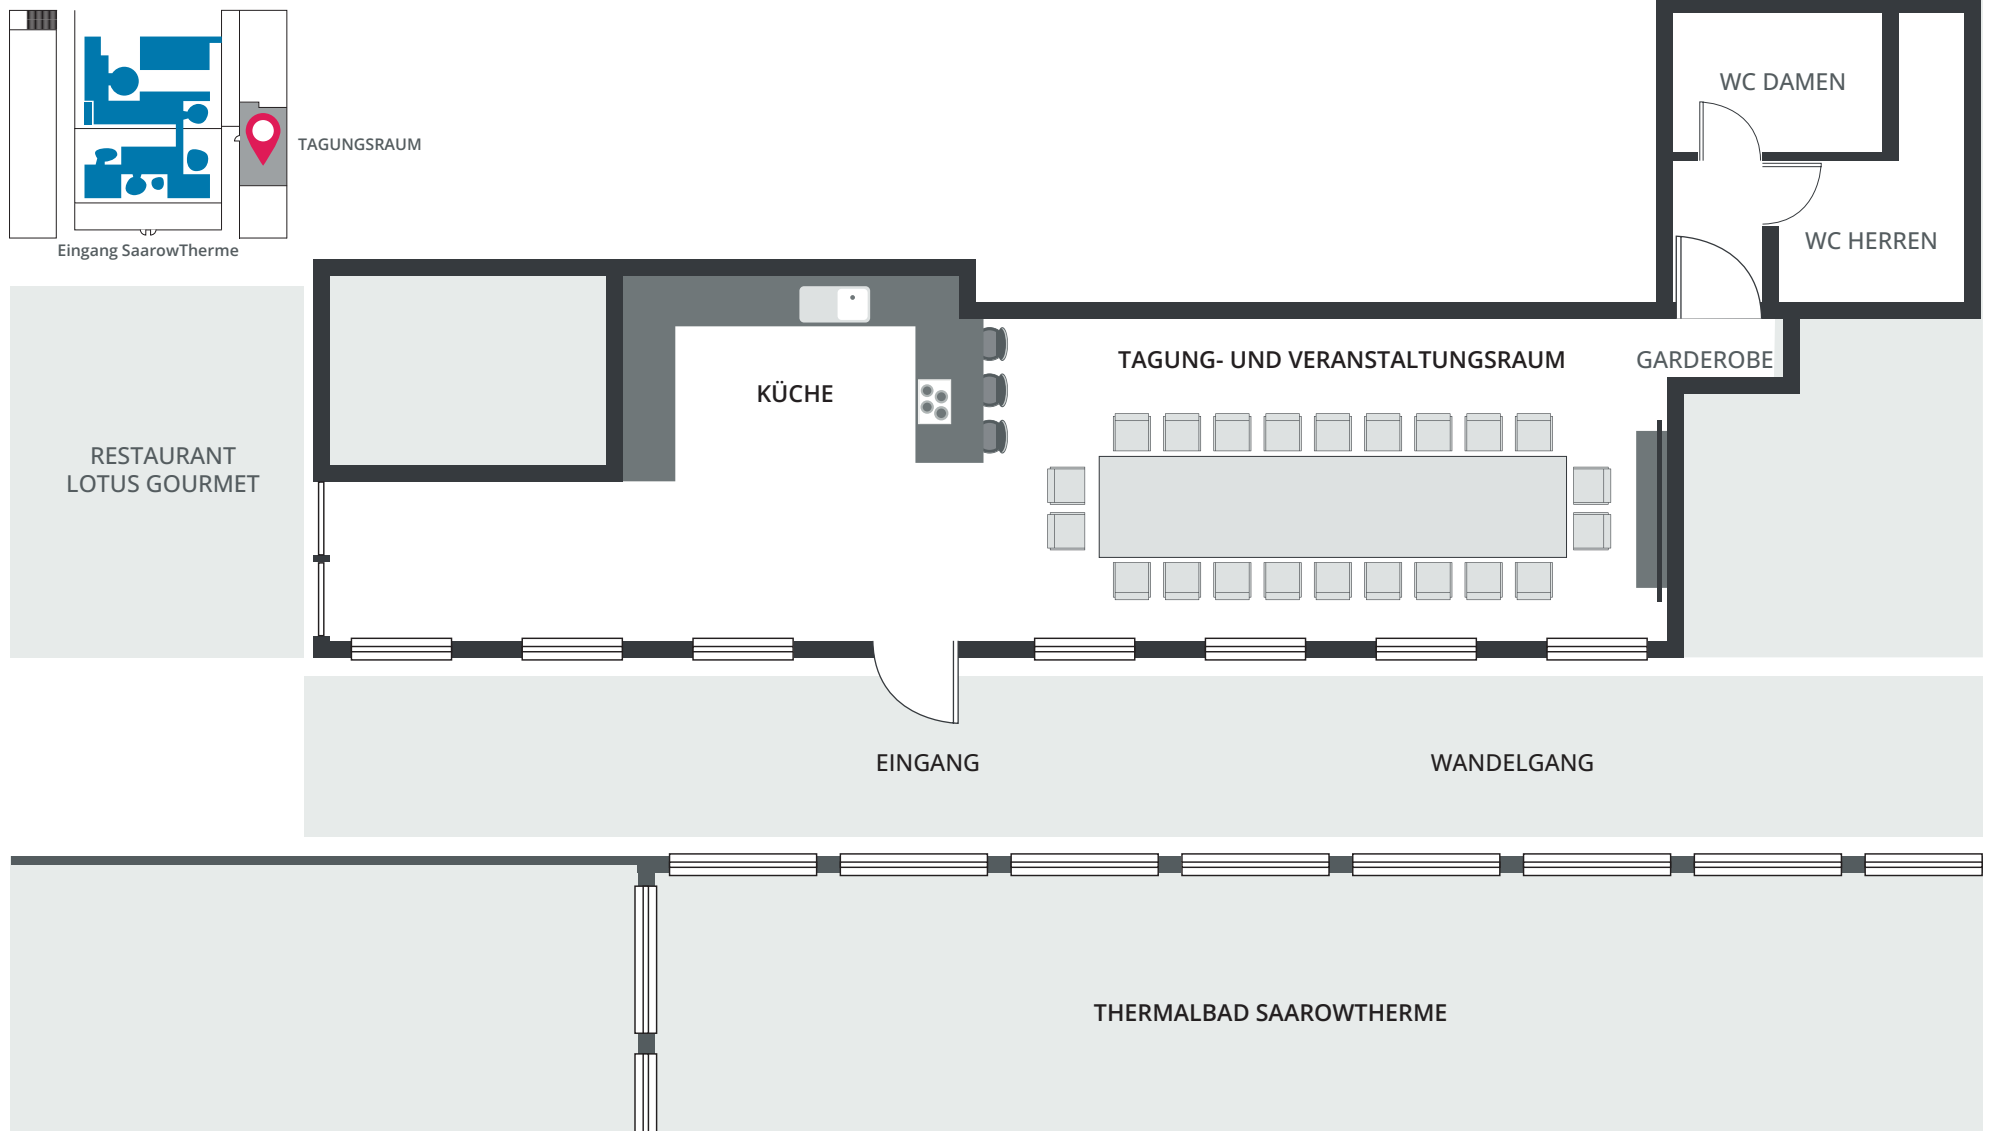 TAGUNGSRAUM
Eingang SaarowTherme
WC DAMEN
WC HERREN
TAGUNG- UND VERANSTALTUNGSRAUM
GARDEROBE
KÜCHE
RESTAURANT
LOTUS GOURMET
EINGANG
WANDELGANG
THERMALBAD SAAROWTHERME